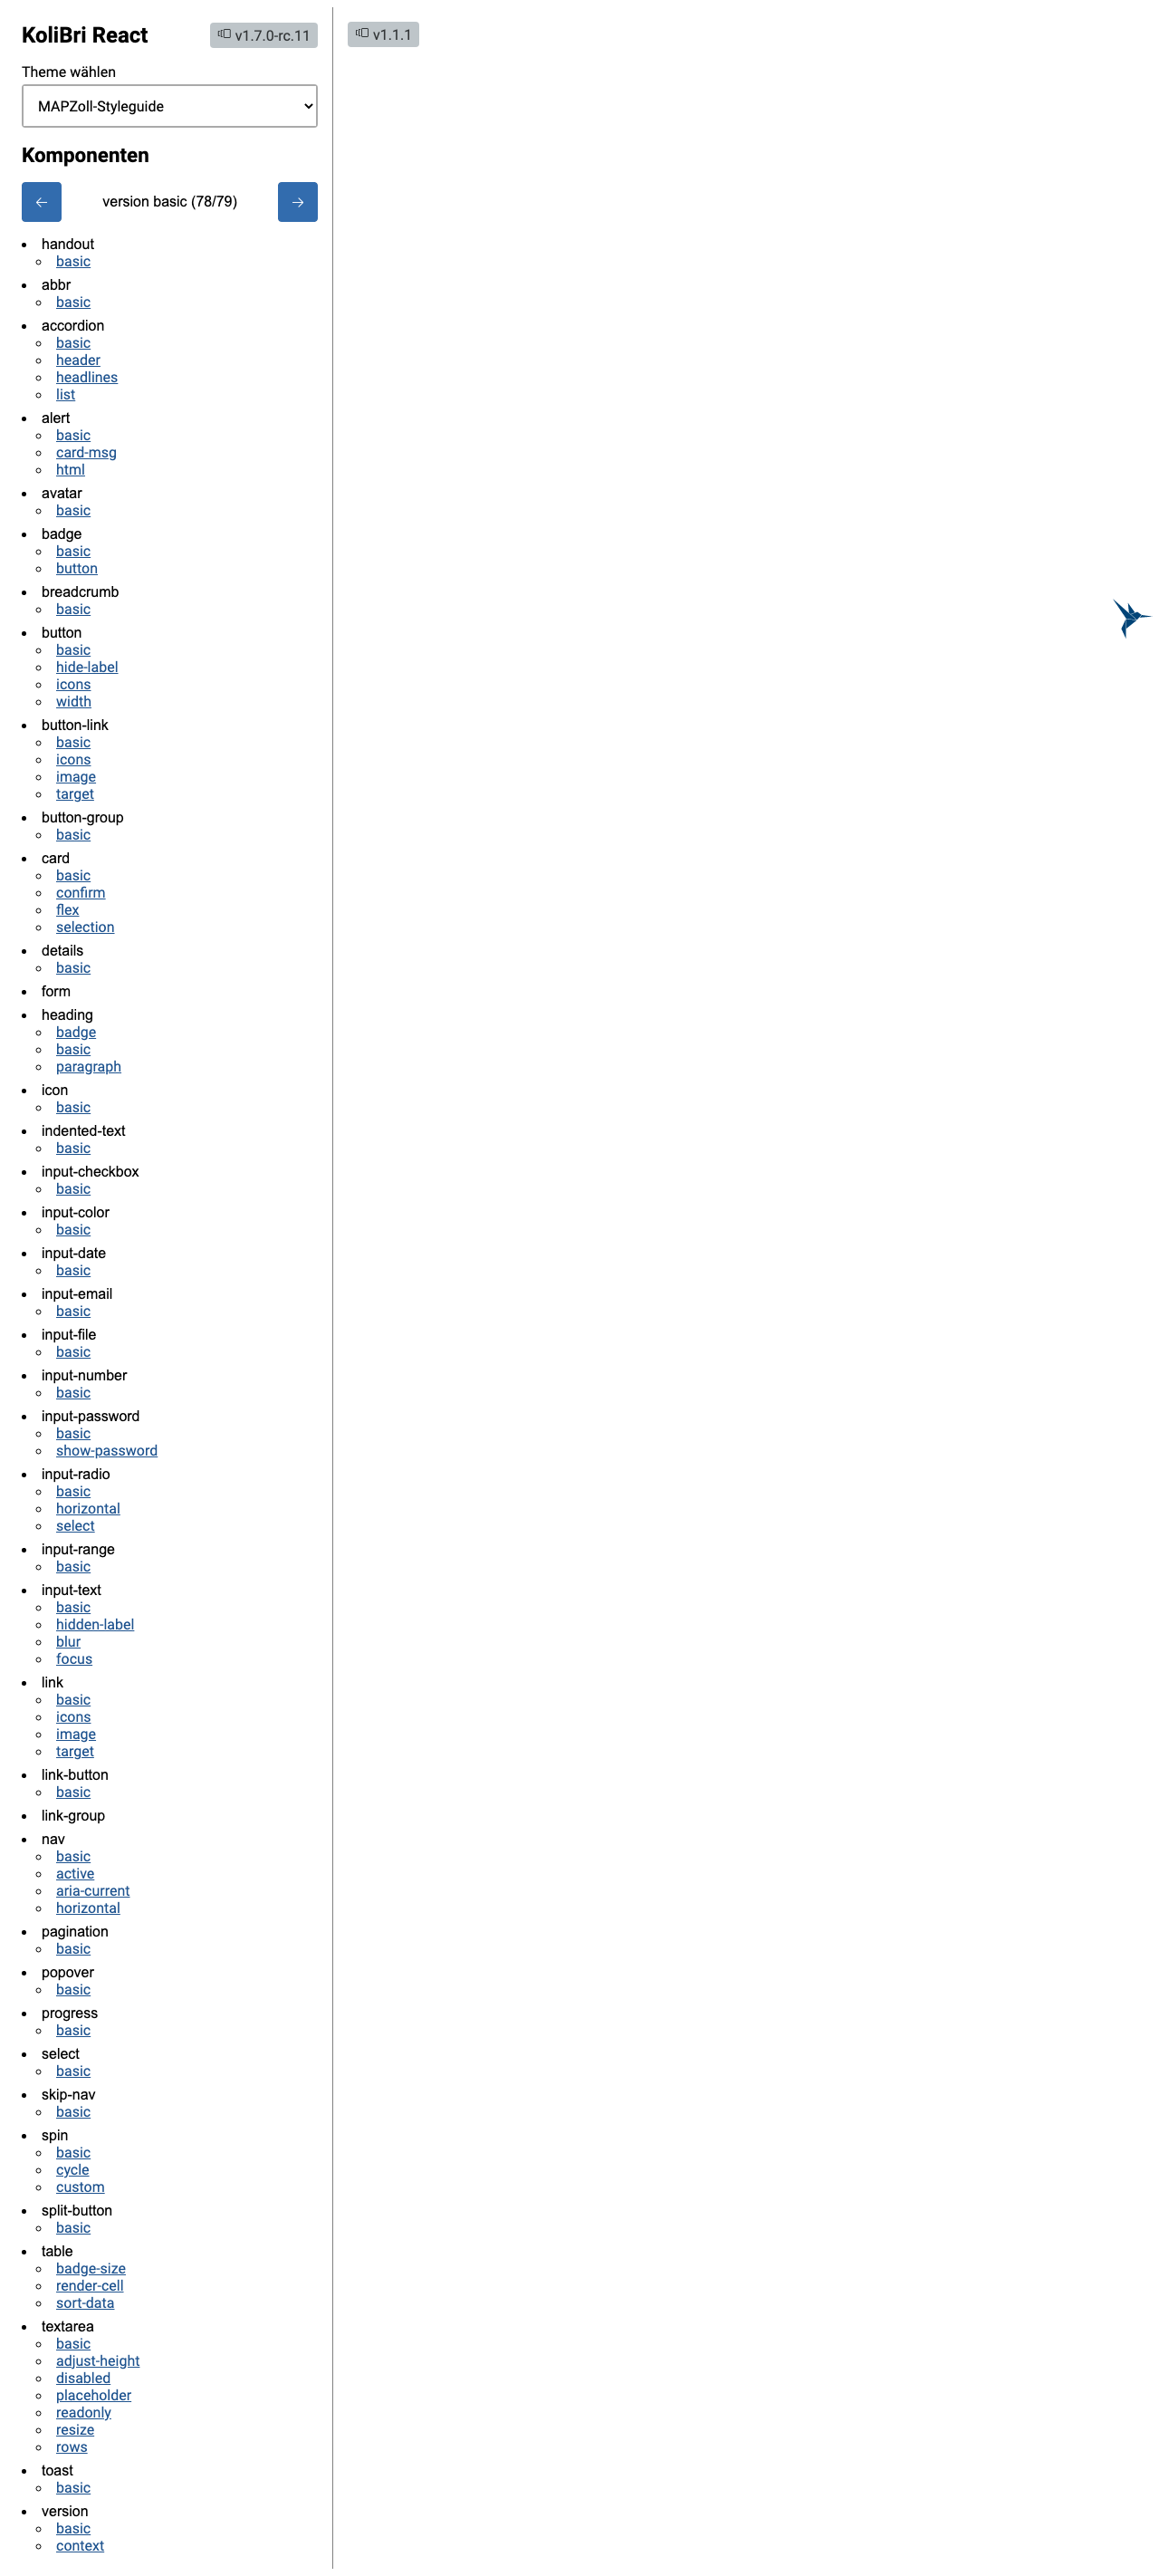 KoliBri React
v1.7.0-rc.11
Theme wählen
MAPZoll-Styleguide
Komponenten
← version basic (78/79) →
handout
basic
abbr
basic
accordion
basic
header
headlines
list
alert
basic
card-msg
html
avatar
basic
badge
basic
button
breadcrumb
basic
button
basic
hide-label
icons
width
button-link
basic
icons
image
target
button-group
basic
card
basic
confirm
flex
selection
details
basic
form
heading
badge
basic
paragraph
icon
basic
indented-text
basic
input-checkbox
basic
input-color
basic
input-date
basic
input-email
basic
input-file
basic
input-number
basic
input-password
basic
show-password
input-radio
basic
horizontal
select
input-range
basic
input-text
basic
hidden-label
blur
focus
link
basic
icons
image
target
link-button
basic
link-group
nav
basic
active
aria-current
horizontal
pagination
basic
popover
basic
progress
basic
select
basic
skip-nav
basic
spin
basic
cycle
custom
split-button
basic
table
badge-size
render-cell
sort-data
textarea
basic
adjust-height
disabled
placeholder
readonly
resize
rows
toast
basic
version
basic
context
v1.1.1